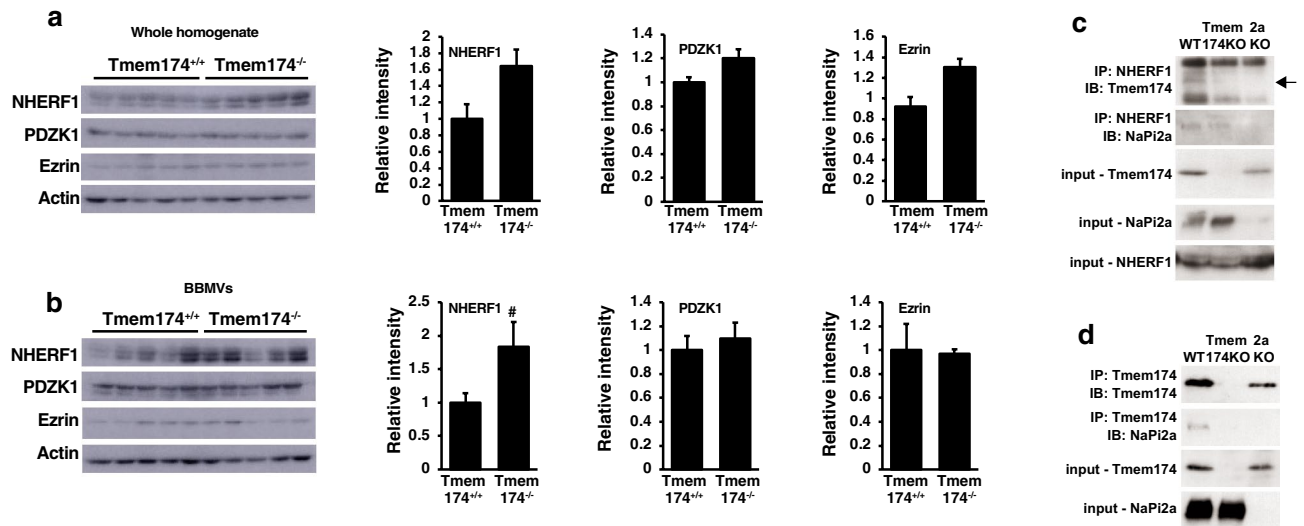 a
Whole homogenate
Tmem174+/+ Tmem174-/-
NHERF1
PDZK1
Ezrin
Actin
Relative intensity
NHERF1
2
1.8
1.6
1.4
1.2
1
0.8
0.6
0.4
0.2
0
Tmem Tmem
174+/+ 174-/-
Relative intensity
PDZK1
1.4
1.2
1
0.8
0.6
0.4
0.2
0
Tmem Tmem
174+/+ 174-/-
Relative intensity
Ezrin
1.6
1.4
1.2
1
0.8
0.6
0.4
0.2
0
Tmem Tmem
174+/+ 174-/-
b
BBMVs
Tmem174+/+ Tmem174-/-
NHERF1
PDZK1
Ezrin
Actin
Relative intensity
NHERF1 #
2.5
2
1.5
1
0.5
0
Tmem Tmem
174+/+ 174-/-
Relative intensity
PDZK1
1.4
1.2
1
0.8
0.6
0.4
0.2
0
Tmem Tmem
174+/+ 174-/-
Relative intensity
Ezrin
1.4
1.2
1
0.8
0.6
0.4
0.2
0
Tmem Tmem
174+/+ 174-/-
c
Tmem 2a
WT 174KO KO
IP: NHERF1
IB: Tmem174
IP: NHERF1
IB: NaPi2a
input - Tmem174
input - NaPi2a
input - NHERF1
d
Tmem 2a
WT 174KO KO
IP: Tmem174
IB: Tmem174
IP: Tmem174
IB: NaPi2a
input - Tmem174
input - NaPi2a